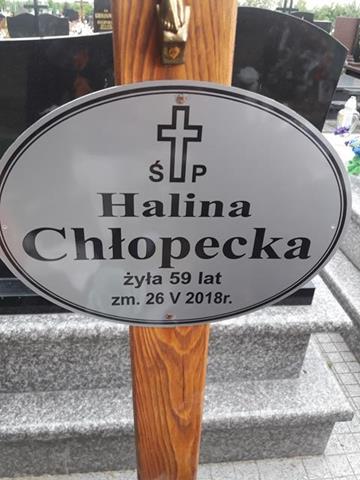 Ś P
Halina
Chłopecka
żyła 59 lat
zm. 26 V 2018r.